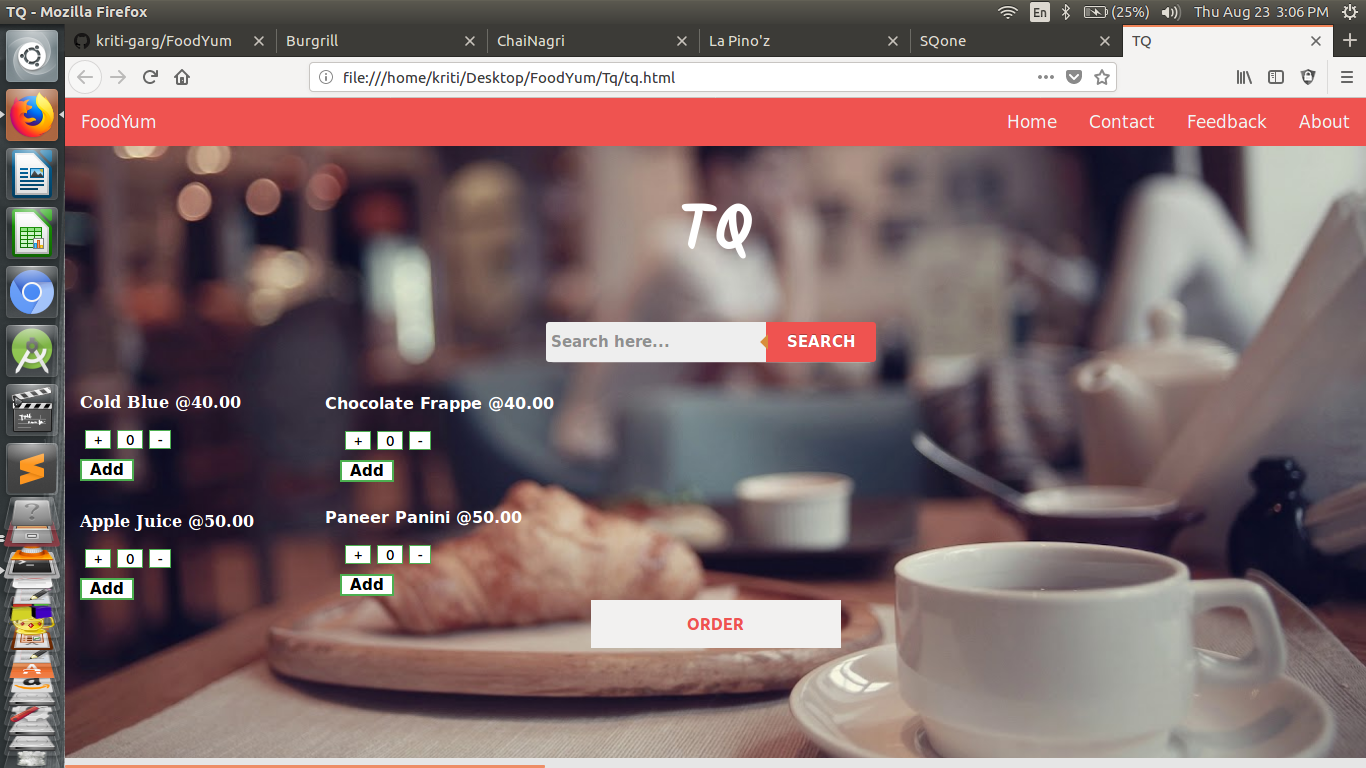 TQ - Mozilla Firefox
En (25%) Thu Aug 23 3:06 PM
kriti-garg/FoodYum Burgrill ChaiNagri La Pino'z SQone TQ
file:///home/kriti/Desktop/FoodYum/Tq/tq.html
FoodYum Home Contact Feedback About
TQ
Search here... SEARCH
Cold Blue @40.00 Chocolate Frappe @40.00
+ 0 - + 0 -
Add Add
Apple Juice @50.00 Paneer Panini @50.00
+ 0 - + 0 -
Add Add
ORDER